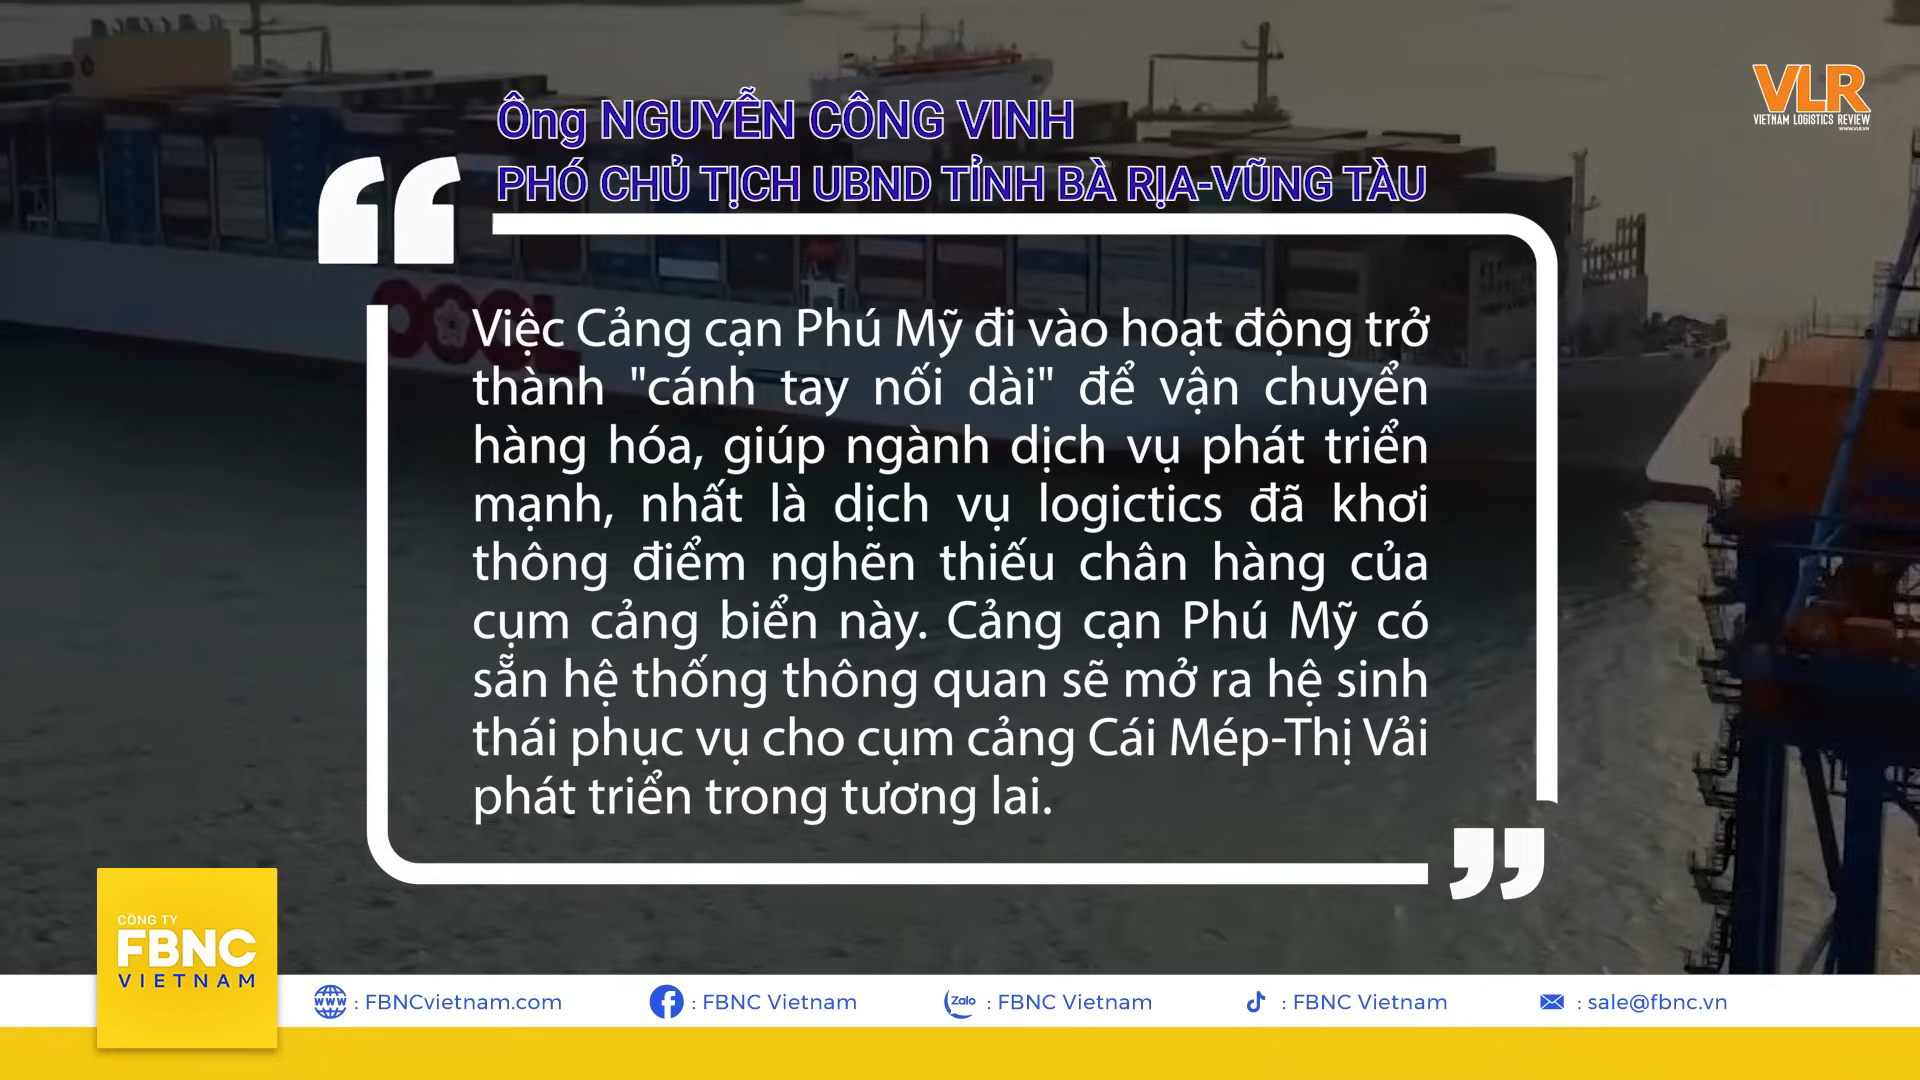 VLR
VIETNAM LOGISTICS REVIEW
WWW.VLR.VN
Ông NGUYỄN CÔNG VINH
PHÓ CHỦ TỊCH UBND TỈNH BÀ RỊA-VŨNG TÀU
“
Việc Cảng cạn Phú Mỹ đi vào hoạt động trở
thành "cánh tay nối dài" để vận chuyển
hàng hóa, giúp ngành dịch vụ phát triển
mạnh, nhất là dịch vụ logictics đã khơi
thông điểm nghẽn thiếu chân hàng của
cụm cảng biển này. Cảng cạn Phú Mỹ có
sẵn hệ thống thông quan sẽ mở ra hệ sinh
thái phục vụ cho cụm cảng Cái Mép-Thị Vải
phát triển trong tương lai.
”
OOCL
CÔNG TY
FBNC
VIETNAM
www : FBNCvietnam.com
: FBNC Vietnam
Zalo : FBNC Vietnam
: FBNC Vietnam
: sale@fbnc.vn